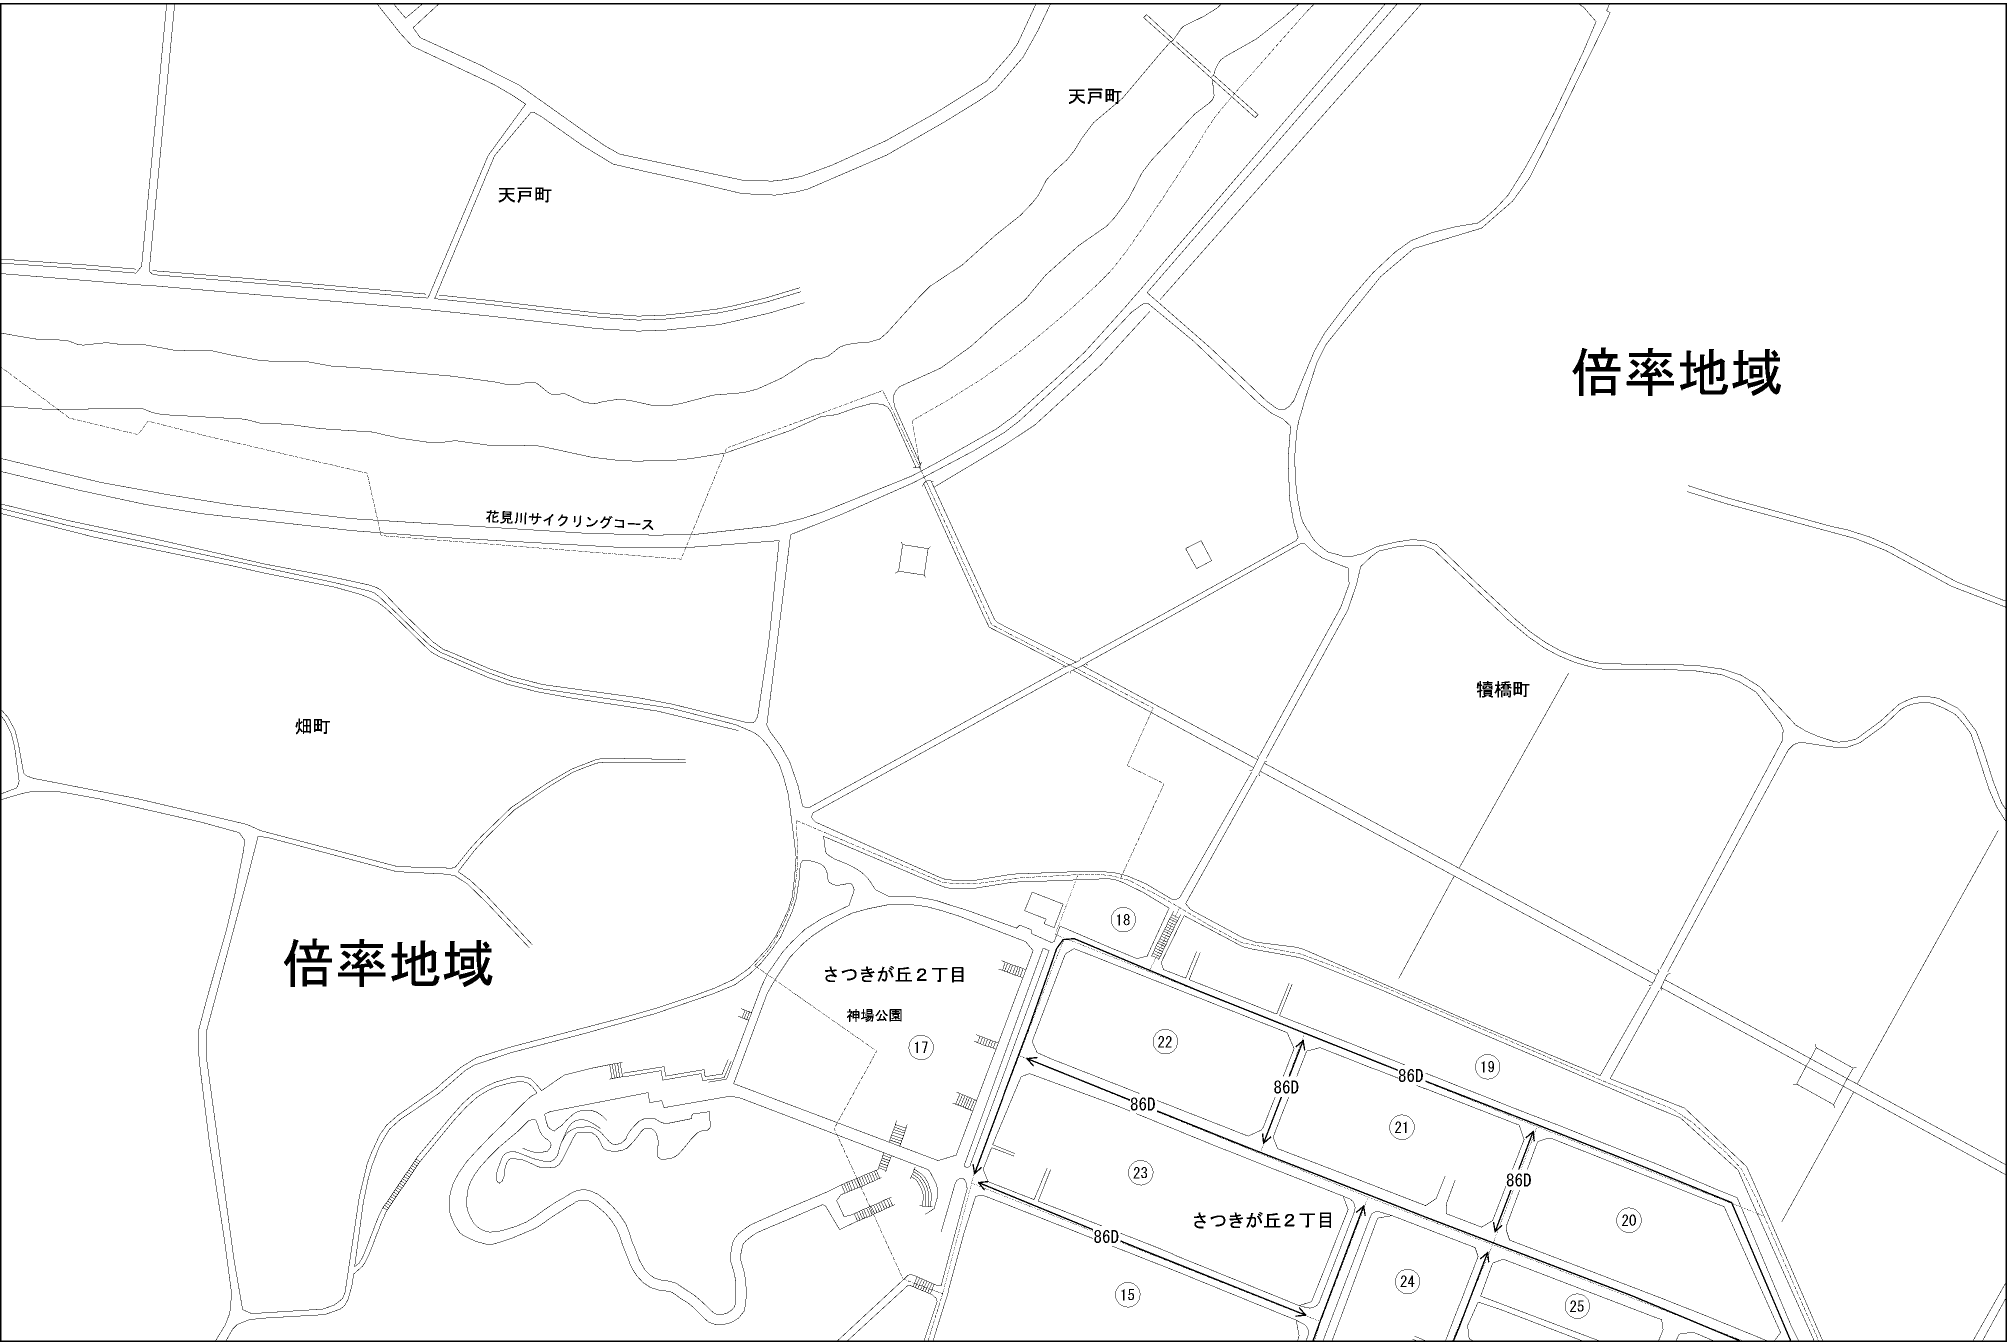 天戸町
天戸町
倍率地域
花見川サイクリングコース
犢橋町
畑町
⑱
倍率地域
さつきが丘2丁目
神場公園
⑰
㉒
⑲
86D
86D
86D
㉑
㉓
86D
さつきが丘2丁目
⑳
86D
㉔
⑮
㉕